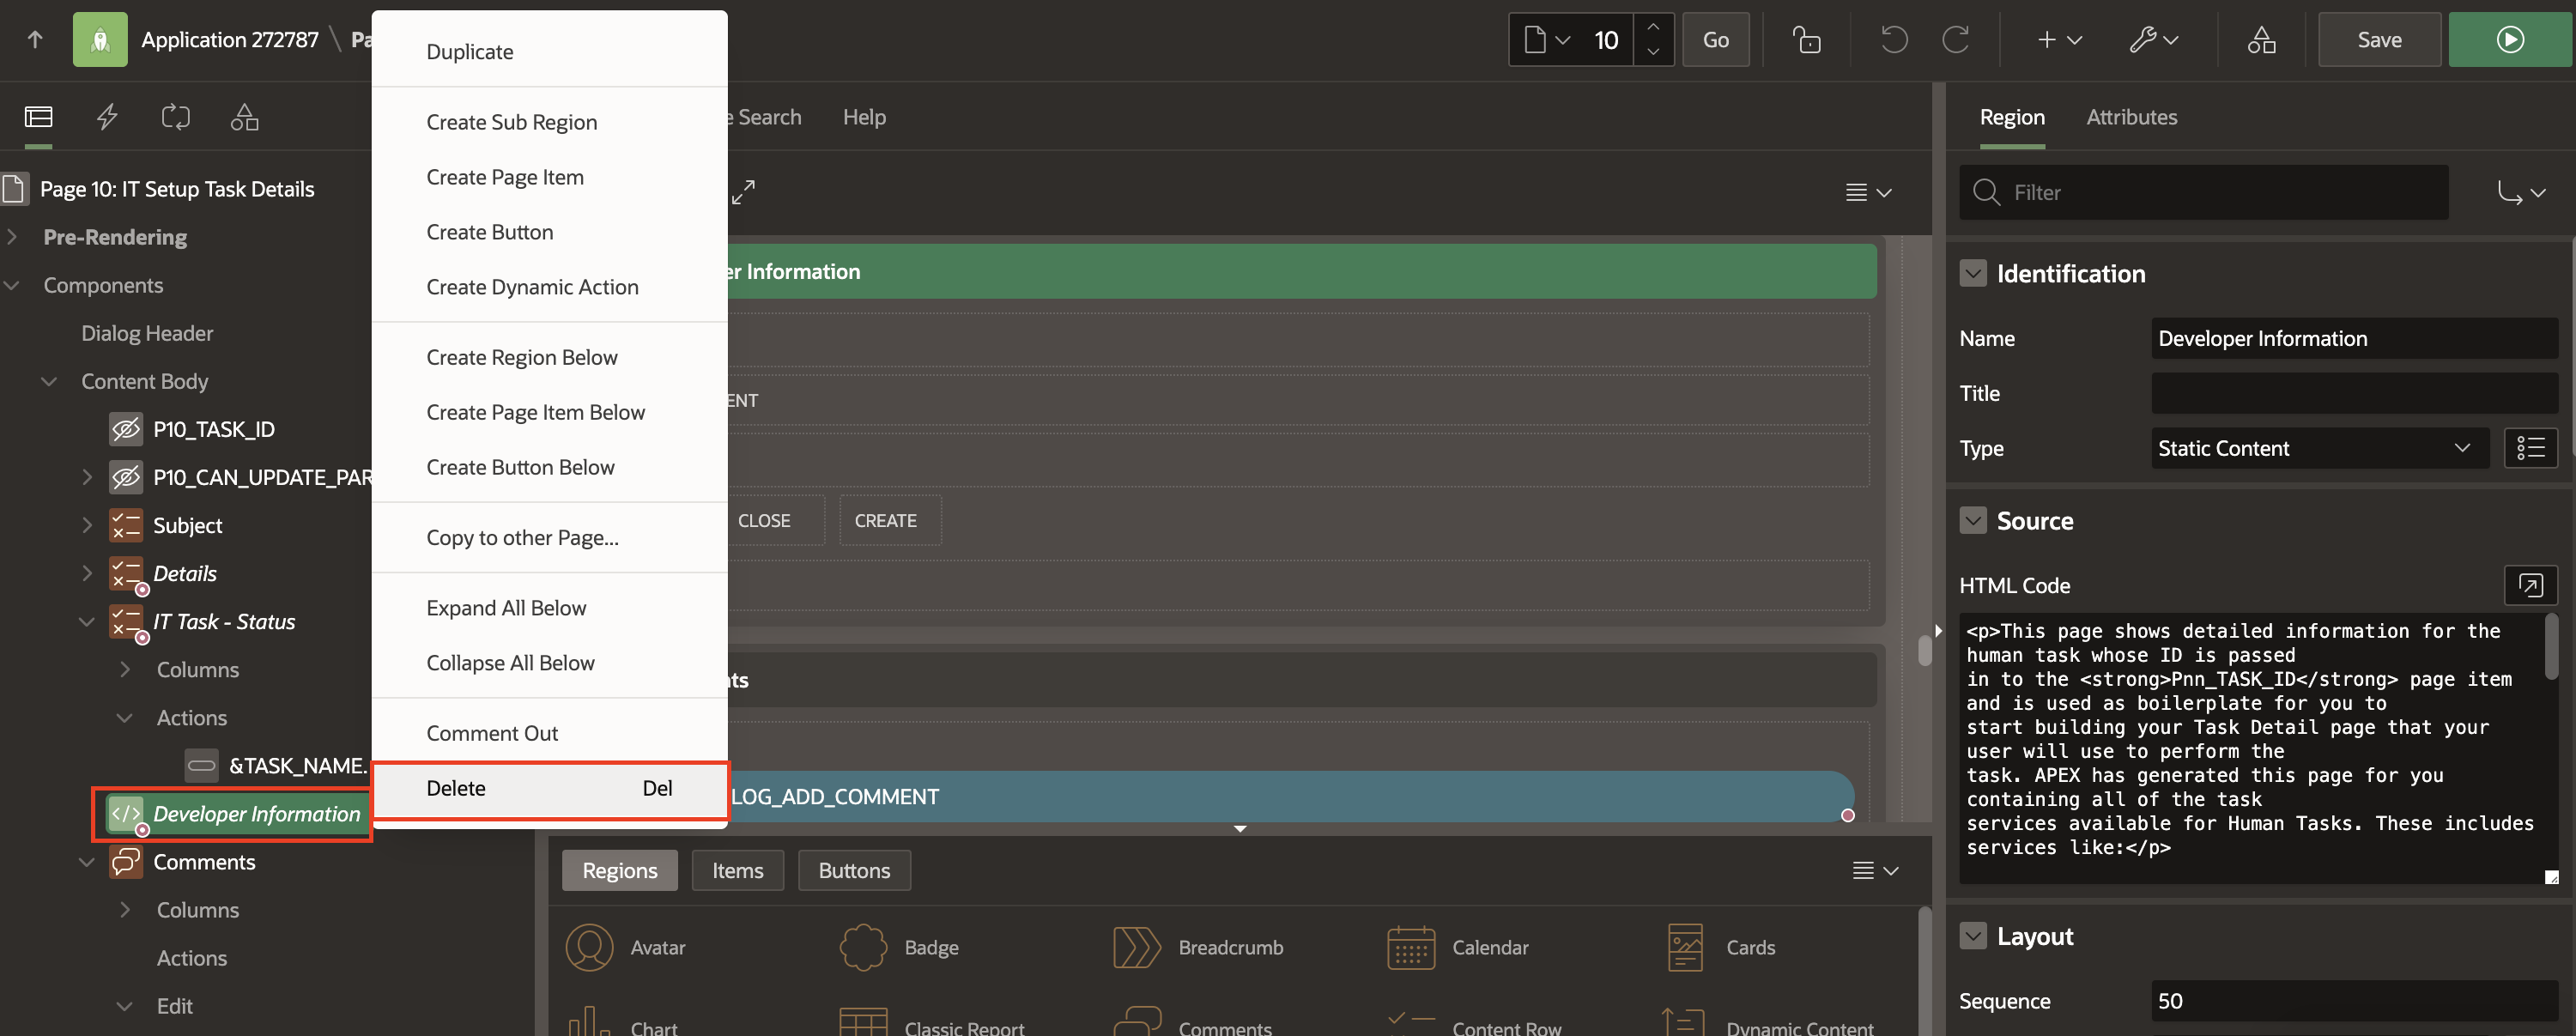 Application 272787 \ Pa
10
Go
Save
Duplicate
Create Sub Region
Create Page Item
Create Button
Create Dynamic Action
Create Region Below
Create Page Item Below
Create Button Below
Copy to other Page...
Expand All Below
Collapse All Below
Comment Out
Delete Del
Page 10: IT Setup Task Details
Pre-Rendering
Components
Dialog Header
Content Body
P10_TASK_ID
P10_CAN_UPDATE_PAR
Subject
Details
IT Task - Status
Columns
Actions
&TASK_NAME.
Developer Information
Comments
Columns
Actions
Edit
e Search
Help
er Information
ENT
CLOSE
CREATE
ts
LOG_ADD_COMMENT
Regions
Items
Buttons
Avatar
Badge
Breadcrumb
Calendar
Cards
Chart
Classic Report
Comments
Content Row
Dynamic Content
Region
Attributes
Filter
Identification
Name
Developer Information
Title
Type
Static Content
Source
HTML Code
<p>This page shows detailed information for the
human task whose ID is passed
in to the <strong>Pnn_TASK_ID</strong> page item
and is used as boilerplate for you to
start building your Task Detail page that your
user will use to perform the
task. APEX has generated this page for you
containing all of the task
services available for Human Tasks. These includes
services like:</p>
Layout
Sequence
50